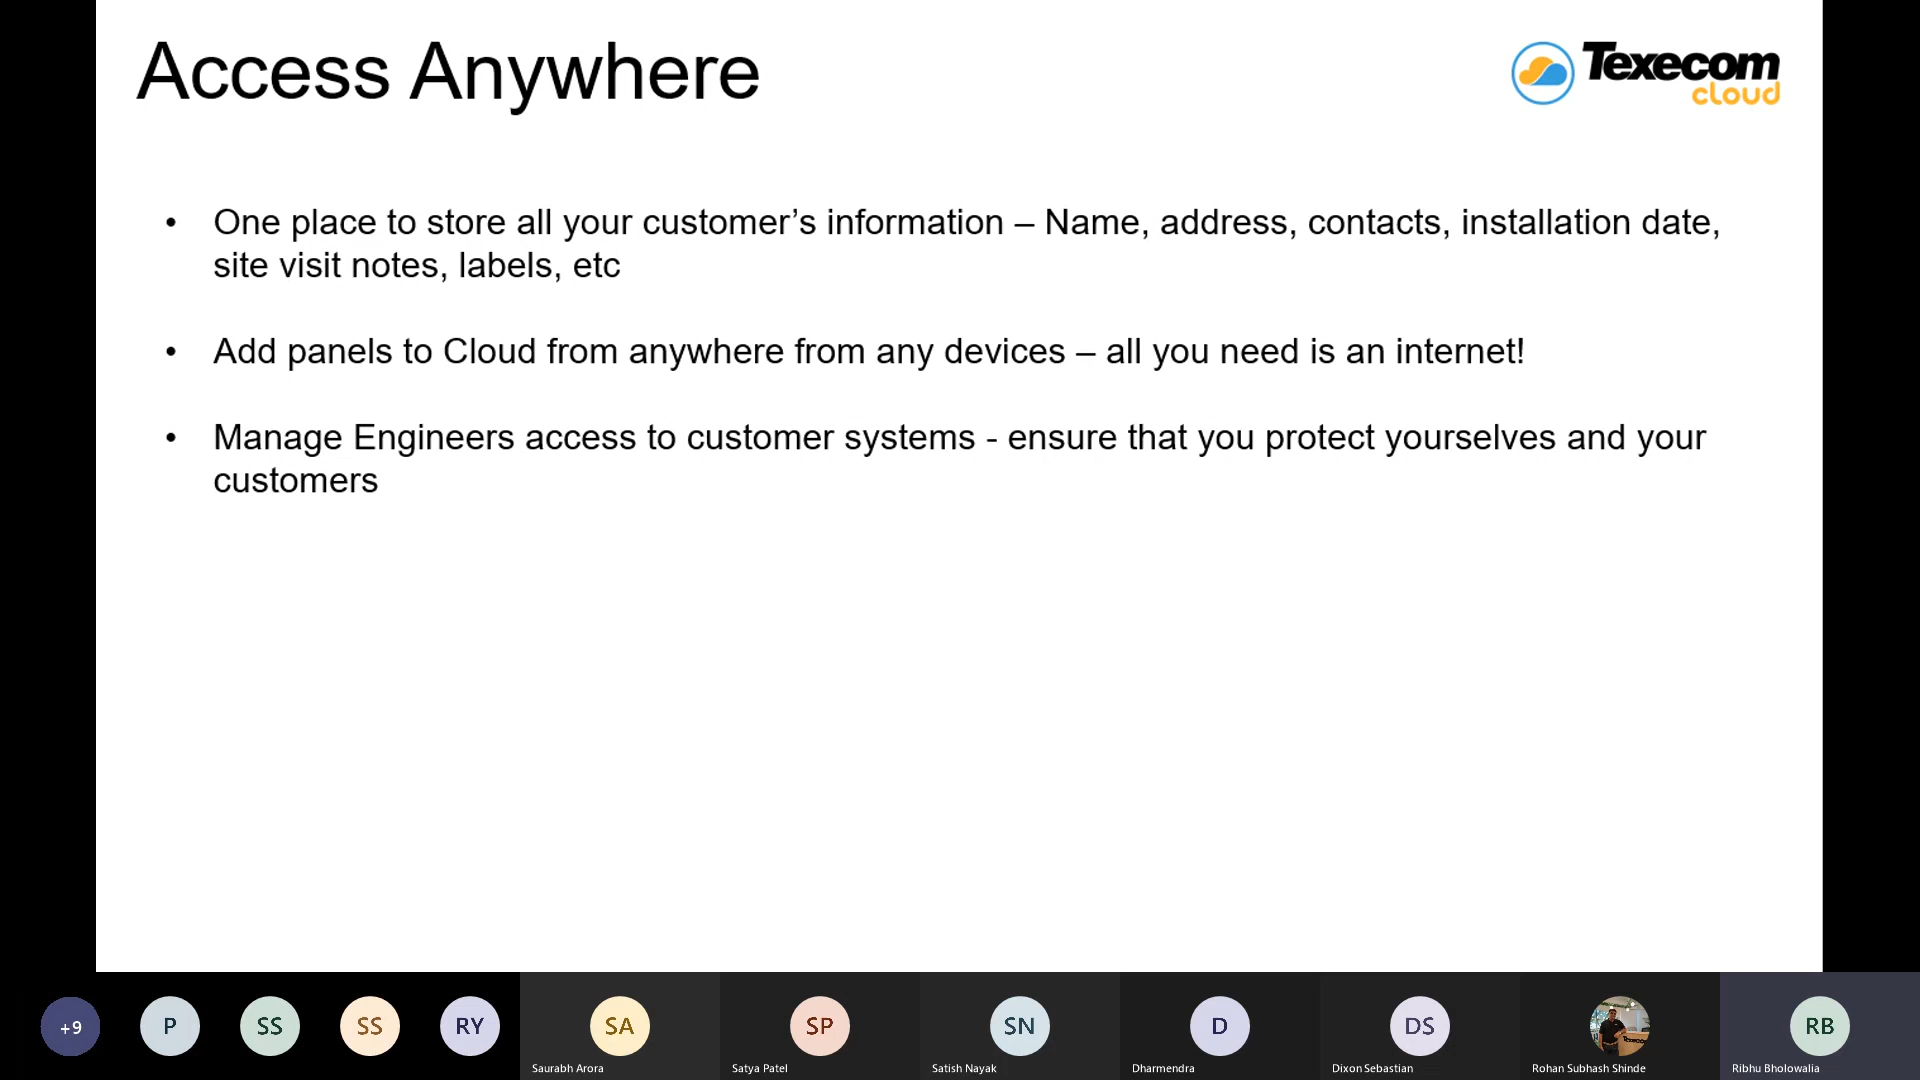 Access Anywhere
Texecom
cloud
• One place to store all your customer’s information – Name, address, contacts, installation date,
site visit notes, labels, etc
• Add panels to Cloud from anywhere from any devices – all you need is an internet!
• Manage Engineers access to customer systems - ensure that you protect yourselves and your
customers
+9
P
SS
SS
RY
SA
SP
SN
D
DS
RB
Saurabh Arora
Satya Patel
Satish Nayak
Dharmendra
Dixon Sebastian
Rohan Subhash Shinde
Ribhu Bholowalia